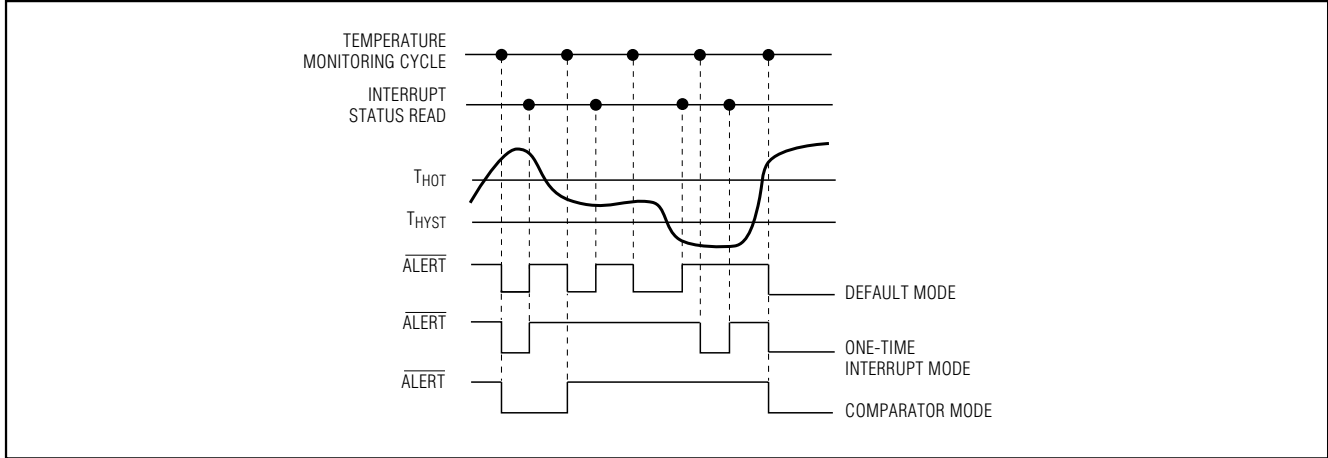 TEMPERATURE
MONITORING CYCLE
INTERRUPT
STATUS READ
THOT
THYST
ALERT
DEFAULT MODE
ALERT
ONE-TIME
INTERRUPT MODE
ALERT
COMPARATOR MODE